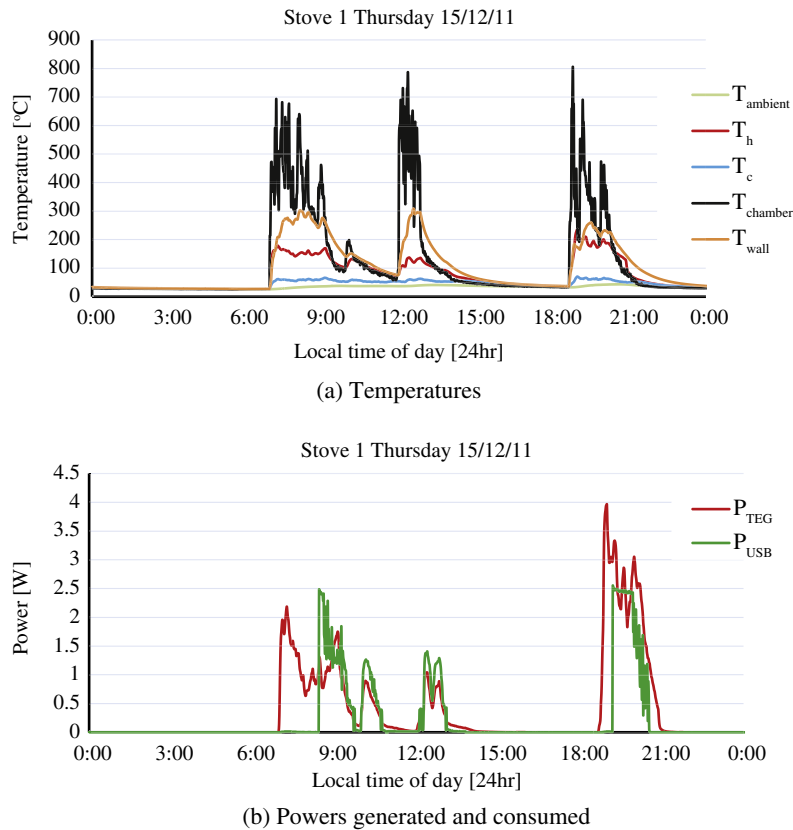 Stove 1 Thursday 15/12/11
900
800
700
600
500
400
300
200
100
0
Temperature [°C]
0:00 3:00 6:00 9:00 12:00 15:00 18:00 21:00 0:00
Local time of day [24hr]
T_ambient
T_h
T_c
T_chamber
T_wall
(a) Temperatures
Stove 1 Thursday 15/12/11
4.5
4
3.5
3
2.5
2
1.5
1
0.5
0
Power [W]
0:00 3:00 6:00 9:00 12:00 15:00 18:00 21:00 0:00
Local time of day [24hr]
P_TEG
P_USB
(b) Powers generated and consumed